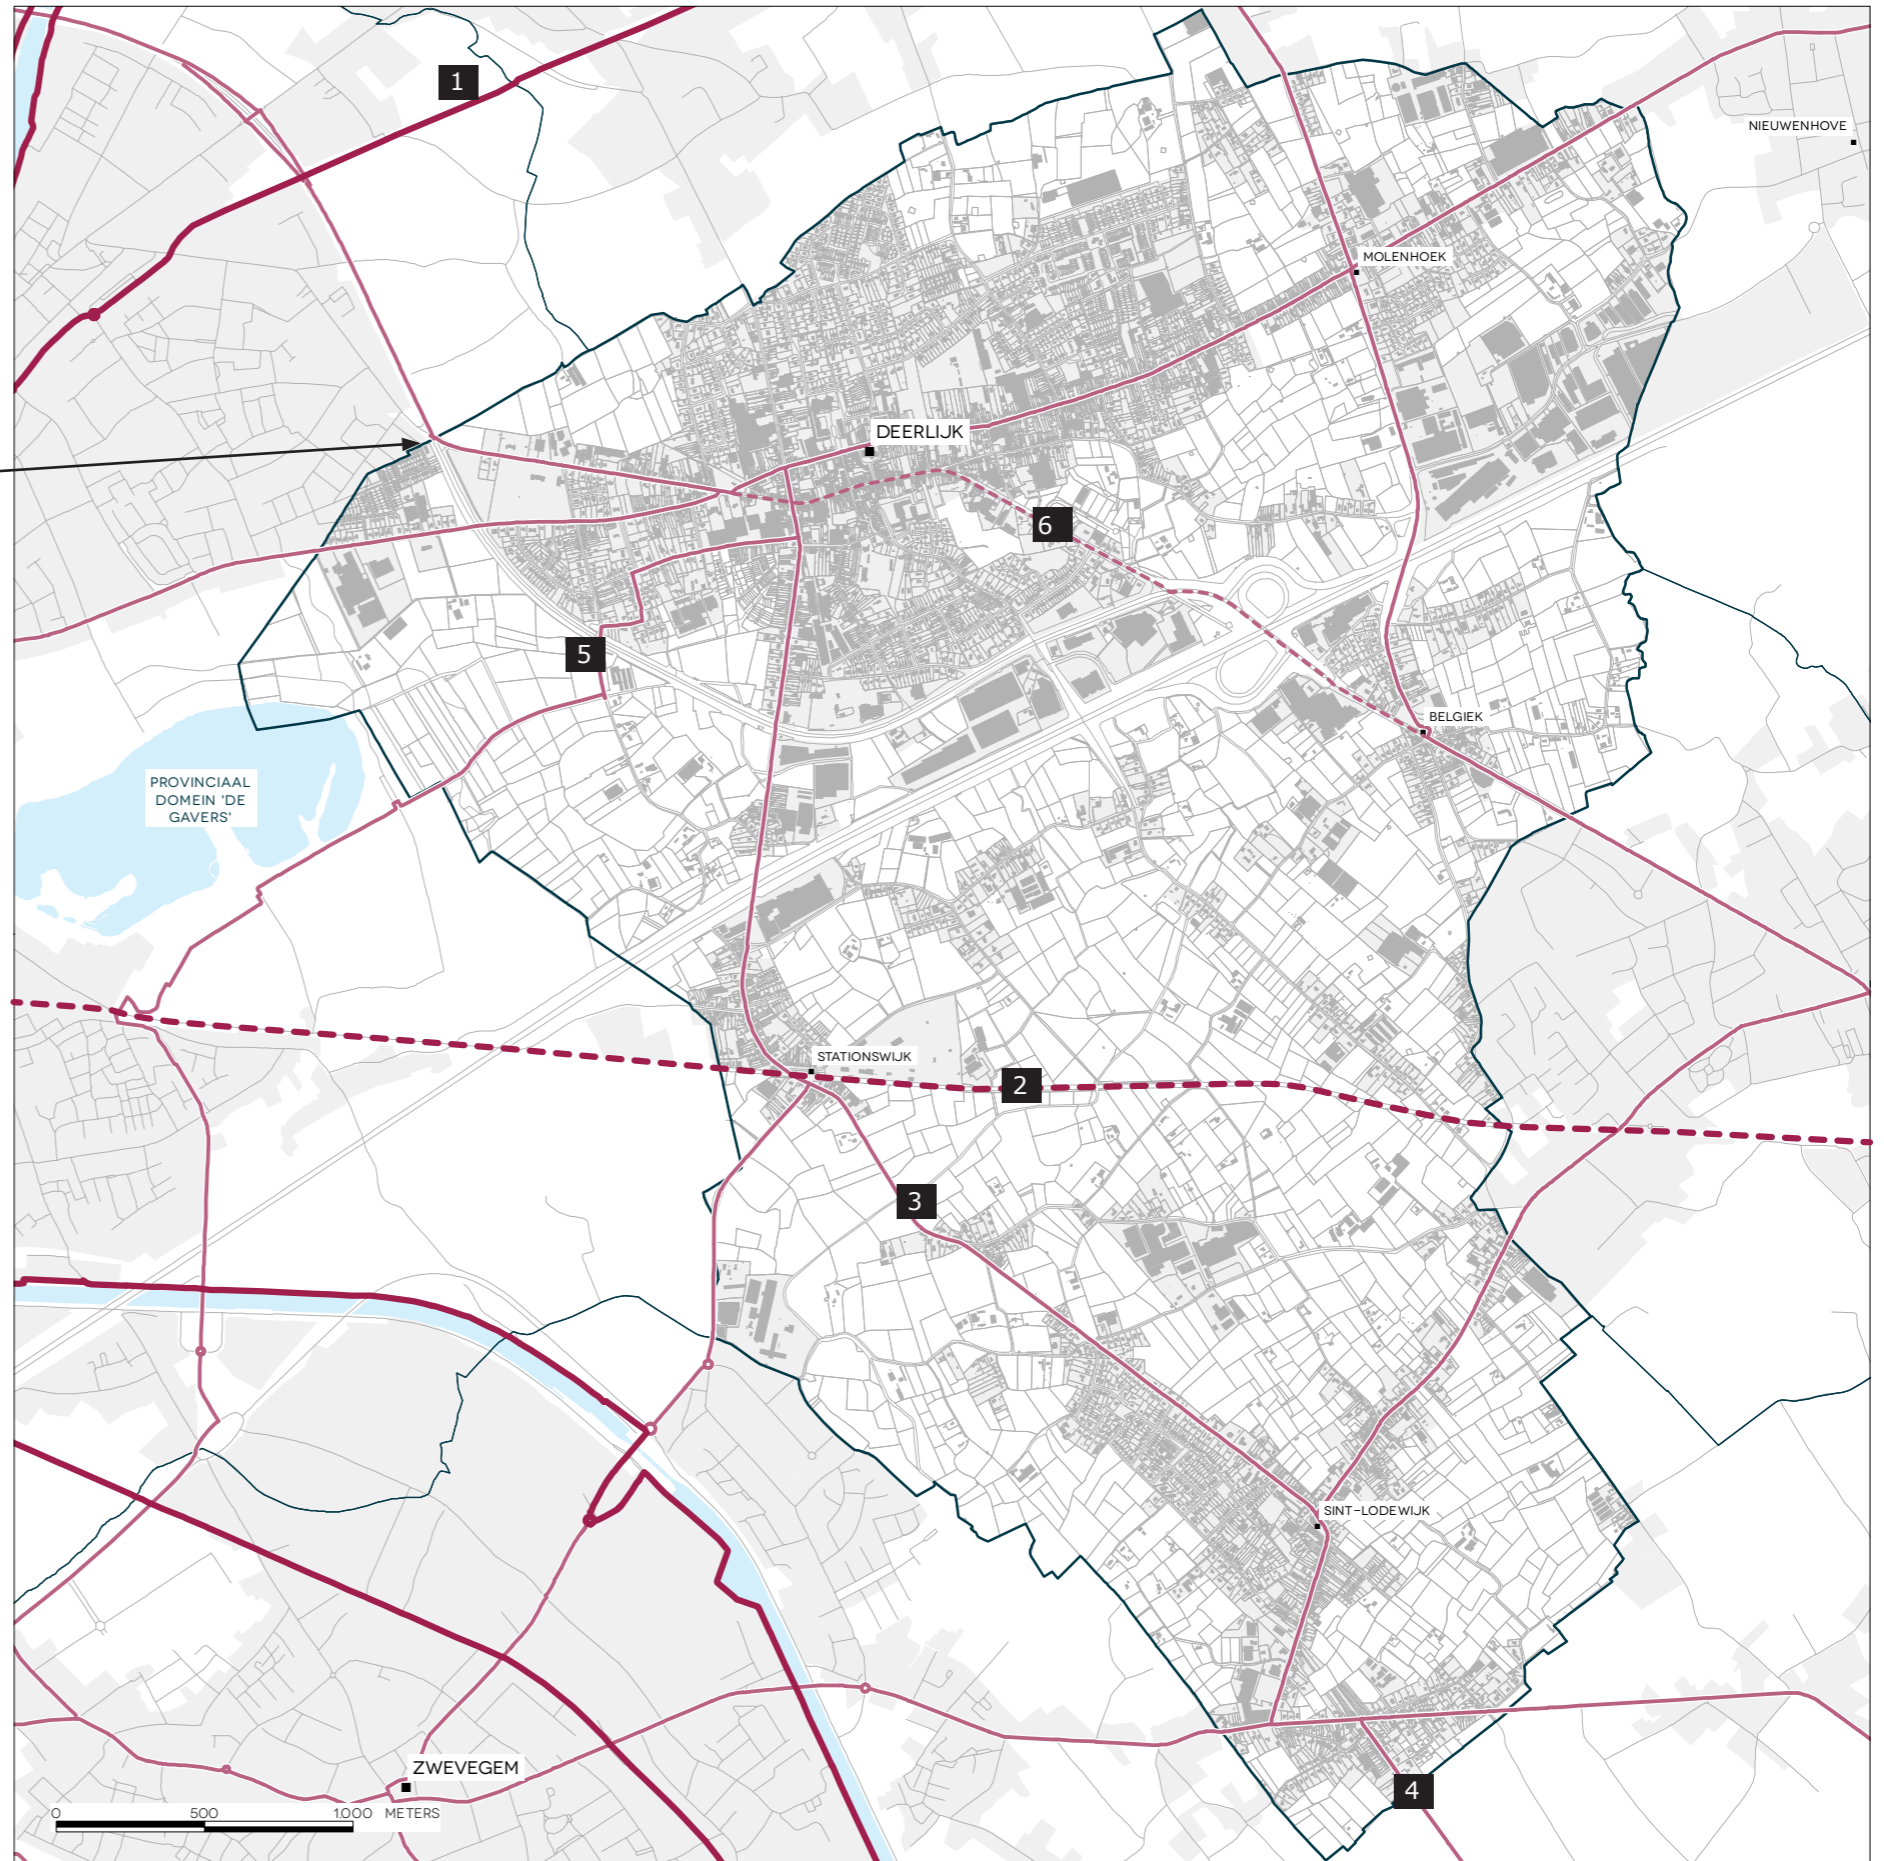 1
NIEUWENHOVE
MOLENHOEK
DEERLIJK
6
5
BELGIEK
PROVINCIAAL
DOMEIN 'DE
GAVERS'
STATIONSWIJK
2
3
SINT-LODEWIJK
ZWEVEGEM
4
0 500 1.000 METERS